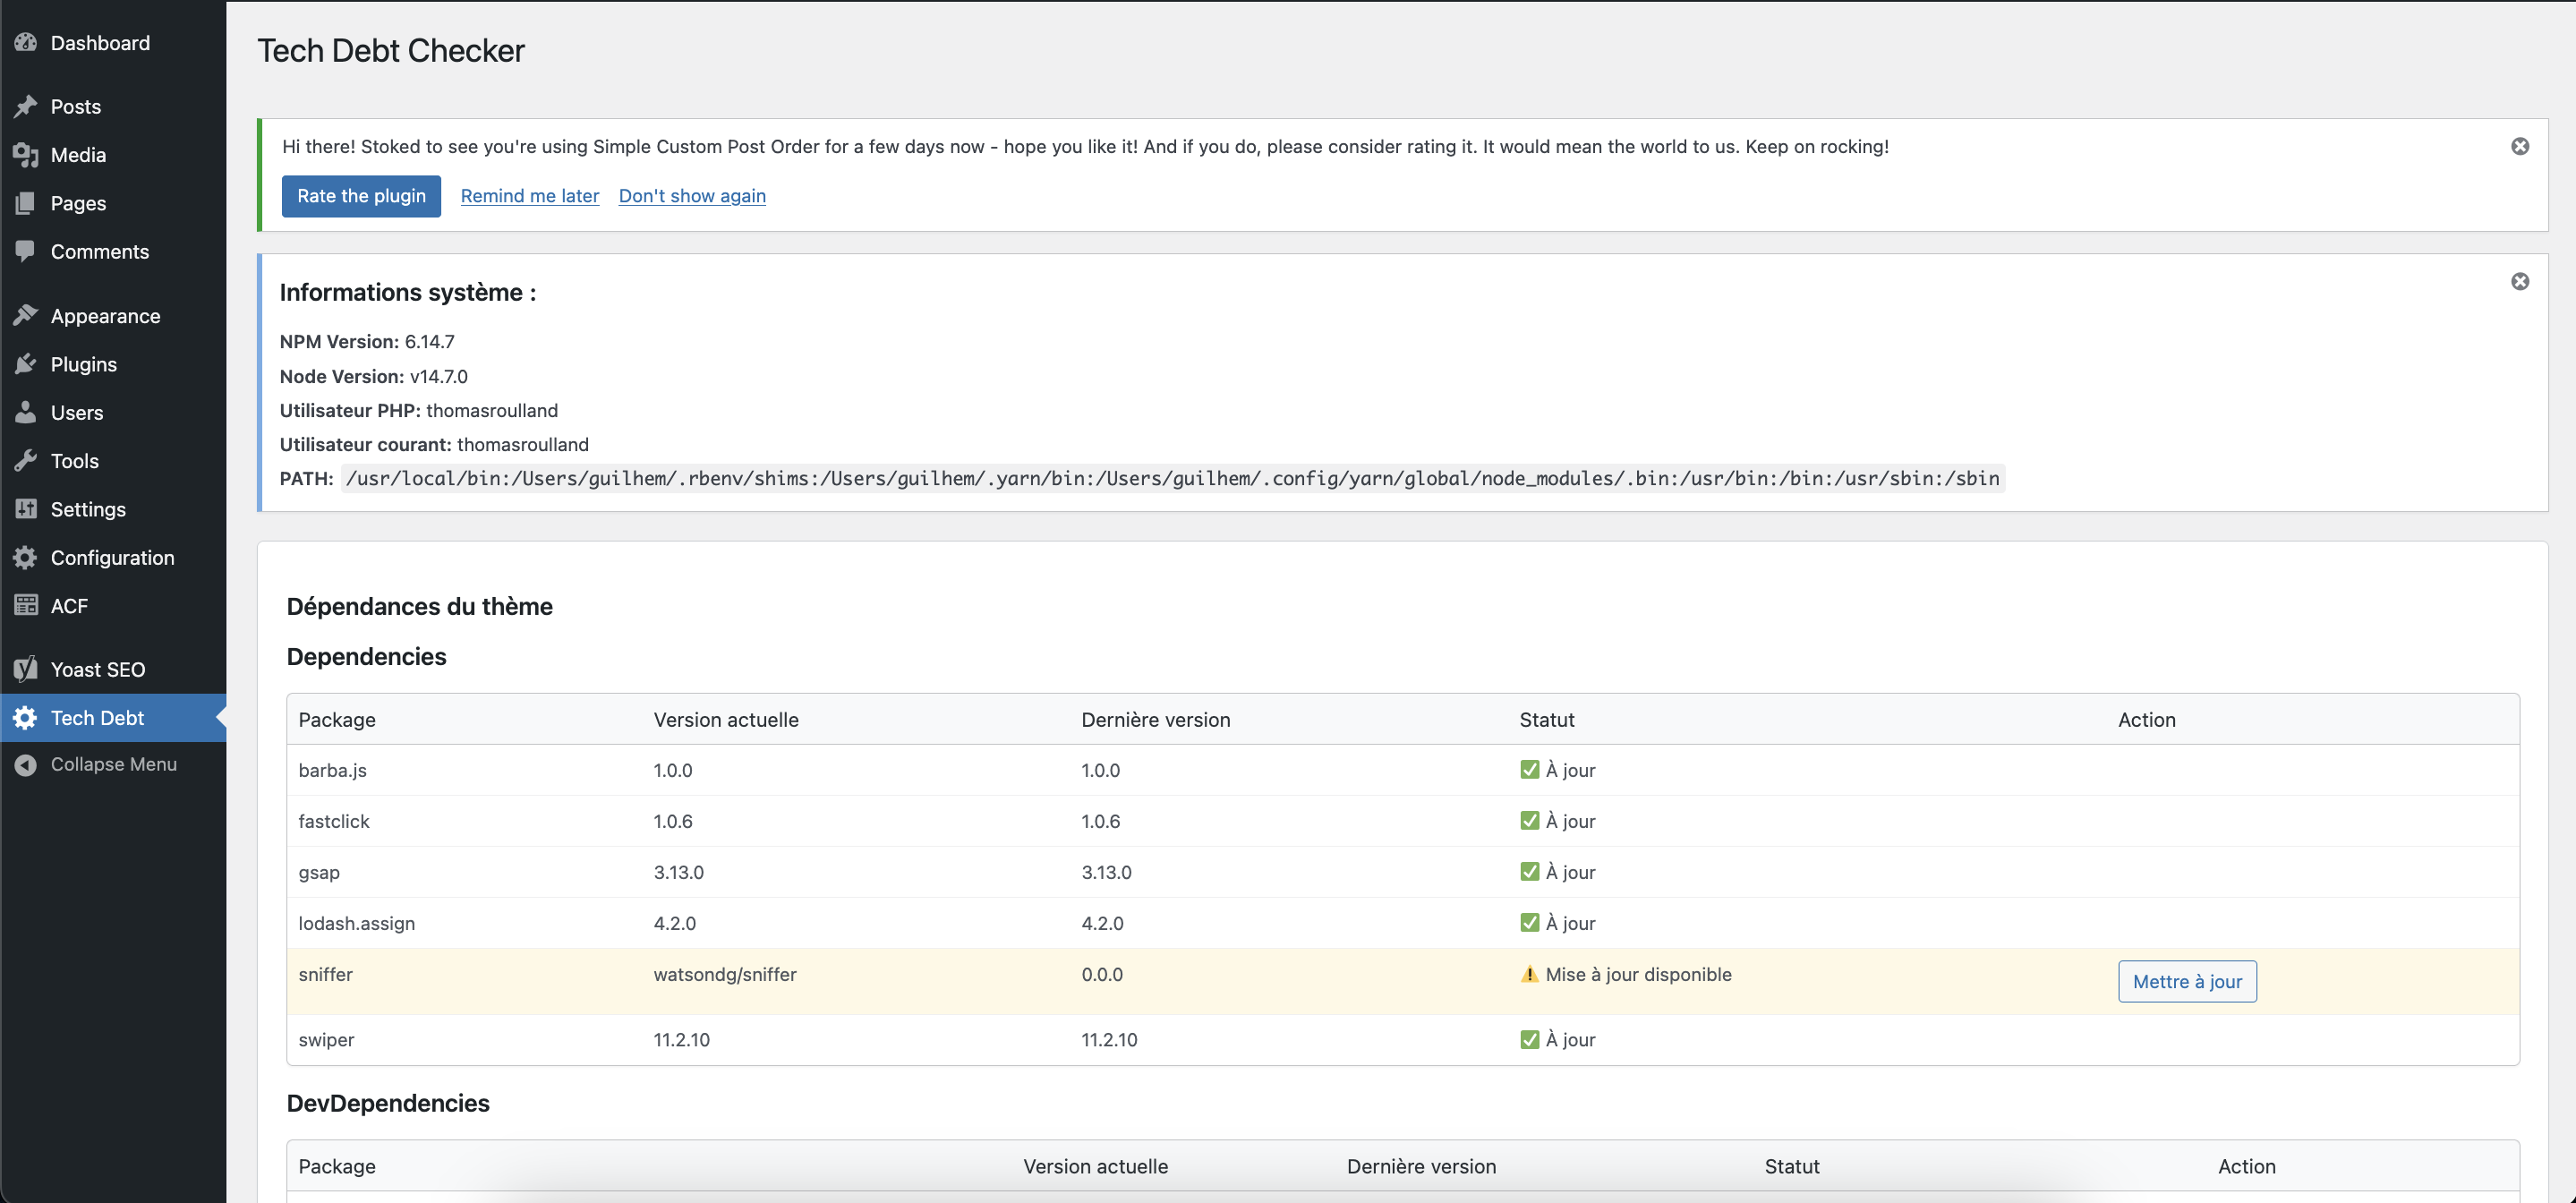 Dashboard
Posts
Media
Pages
Comments
Appearance
Plugins
Users
Tools
Settings
Configuration
ACF
Yoast SEO
Tech Debt
Collapse Menu
Tech Debt Checker
Hi there! Stoked to see you're using Simple Custom Post Order for a few days now - hope you like it! And if you do, please consider rating it. It would mean the world to us. Keep on rocking!
Rate the plugin Remind me later Don't show again
Informations système :
NPM Version: 6.14.7
Node Version: v14.7.0
Utilisateur PHP: thomasroulland
Utilisateur courant: thomasroulland
PATH: /usr/local/bin:/Users/guilhem/.rbenv/shims:/Users/guilhem/.yarn/bin:/Users/guilhem/.config/yarn/global/node_modules/.bin:/usr/bin:/bin:/usr/sbin:/sbin
Dépendances du thème
Dependencies
Package Version actuelle Dernière version Statut Action
barba.js 1.0.0 1.0.0 ✅ À jour
fastclick 1.0.6 1.0.6 ✅ À jour
gsap 3.13.0 3.13.0 ✅ À jour
lodash.assign 4.2.0 4.2.0 ✅ À jour
sniffer watsondg/sniffer 0.0.0 ⚠️ Mise à jour disponible Mettre à jour
swiper 11.2.10 11.2.10 ✅ À jour
DevDependencies
Package Version actuelle Dernière version Statut Action